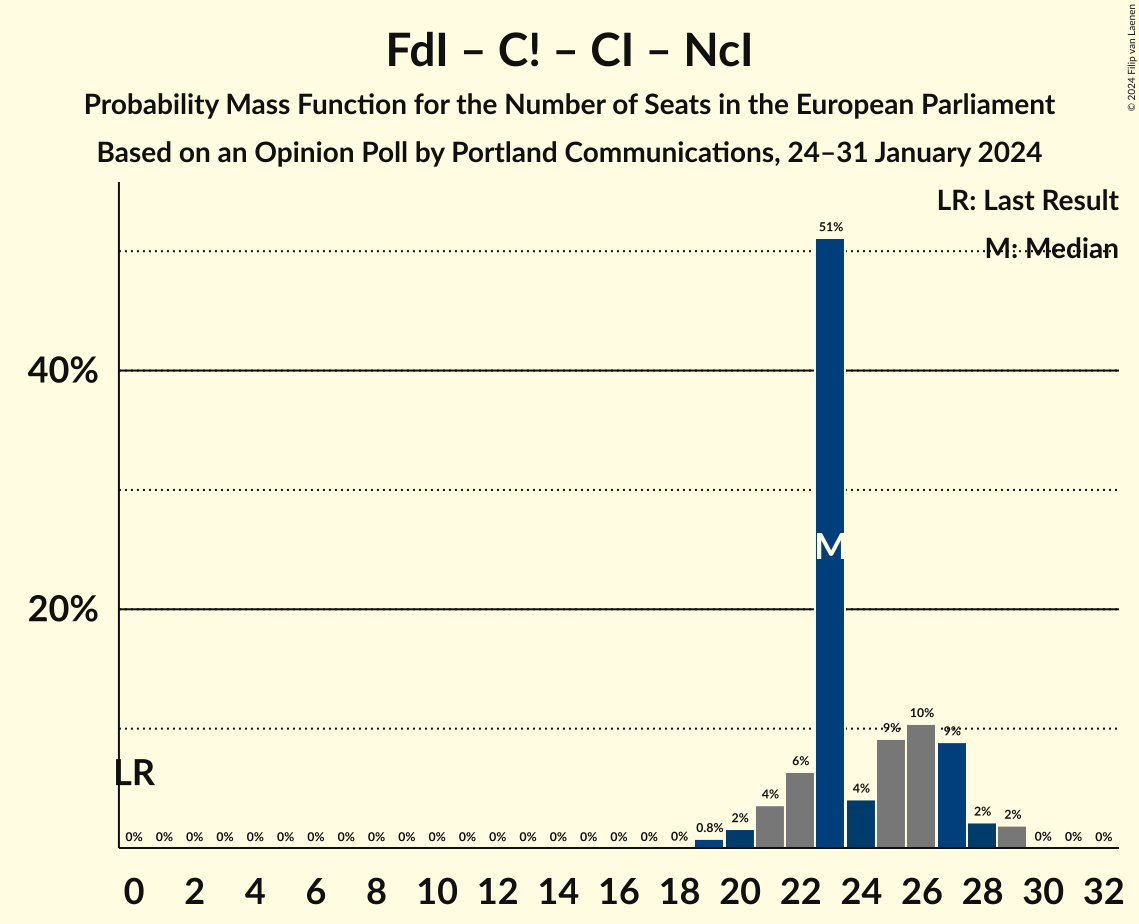 FdI – C! – CI – NcI
Probability Mass Function for the Number of Seats in the European Parliament
Based on an Opinion Poll by Portland Communications, 24–31 January 2024
© 2024 Filip van Laenen
LR: Last Result
M: Median
40%
20%
51%
M
LR
0% 0% 0% 0% 0% 0% 0% 0% 0% 0% 0% 0% 0% 0% 0% 0% 0% 0% 0% 0.8% 2% 4% 6% 4% 9% 10% 9% 2% 2% 0% 0% 0%
0 2 4 6 8 10 12 14 16 18 20 22 24 26 28 30 32